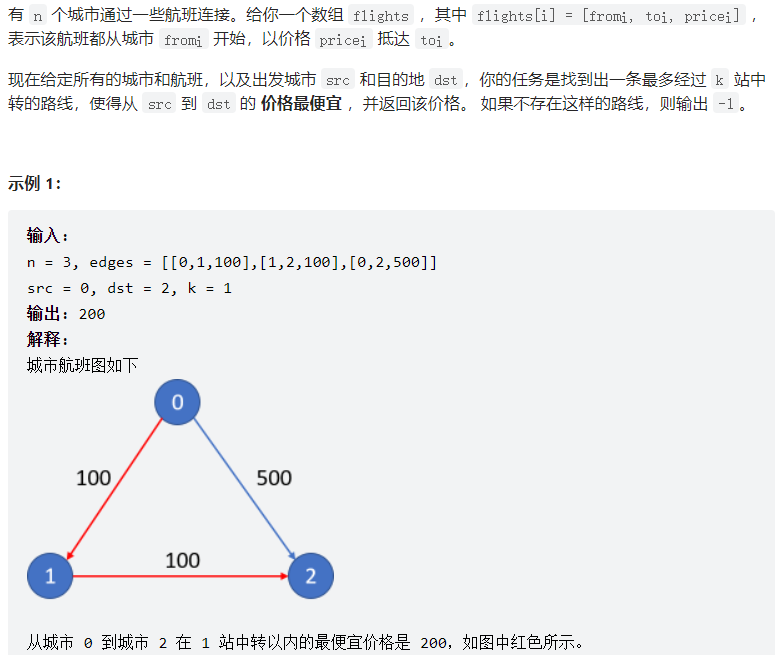 有 n 个城市通过一些航班连接。给你一个数组 flights ，其中 flights[i] = [fromi, toi, pricei] ，
表示该航班都从城市 fromi 开始，以价格 pricei 抵达 toi。
现在给定所有的城市和航班，以及出发城市 src 和目的地 dst，你的任务是找到出一条最多经过 k 站中
转的路线，使得从 src 到 dst 的 价格最便宜 ，并返回该价格。 如果不存在这样的路线，则输出 -1。
示例 1：
输入：
n = 3, edges = [[0,1,100],[1,2,100],[0,2,500]]
src = 0, dst = 2, k = 1
输出：200
解释：
城市航班图如下
0
100 500
100
1 2
从城市 0 到城市 2 在 1 站中转以内的最便宜价格是 200，如图中红色所示。